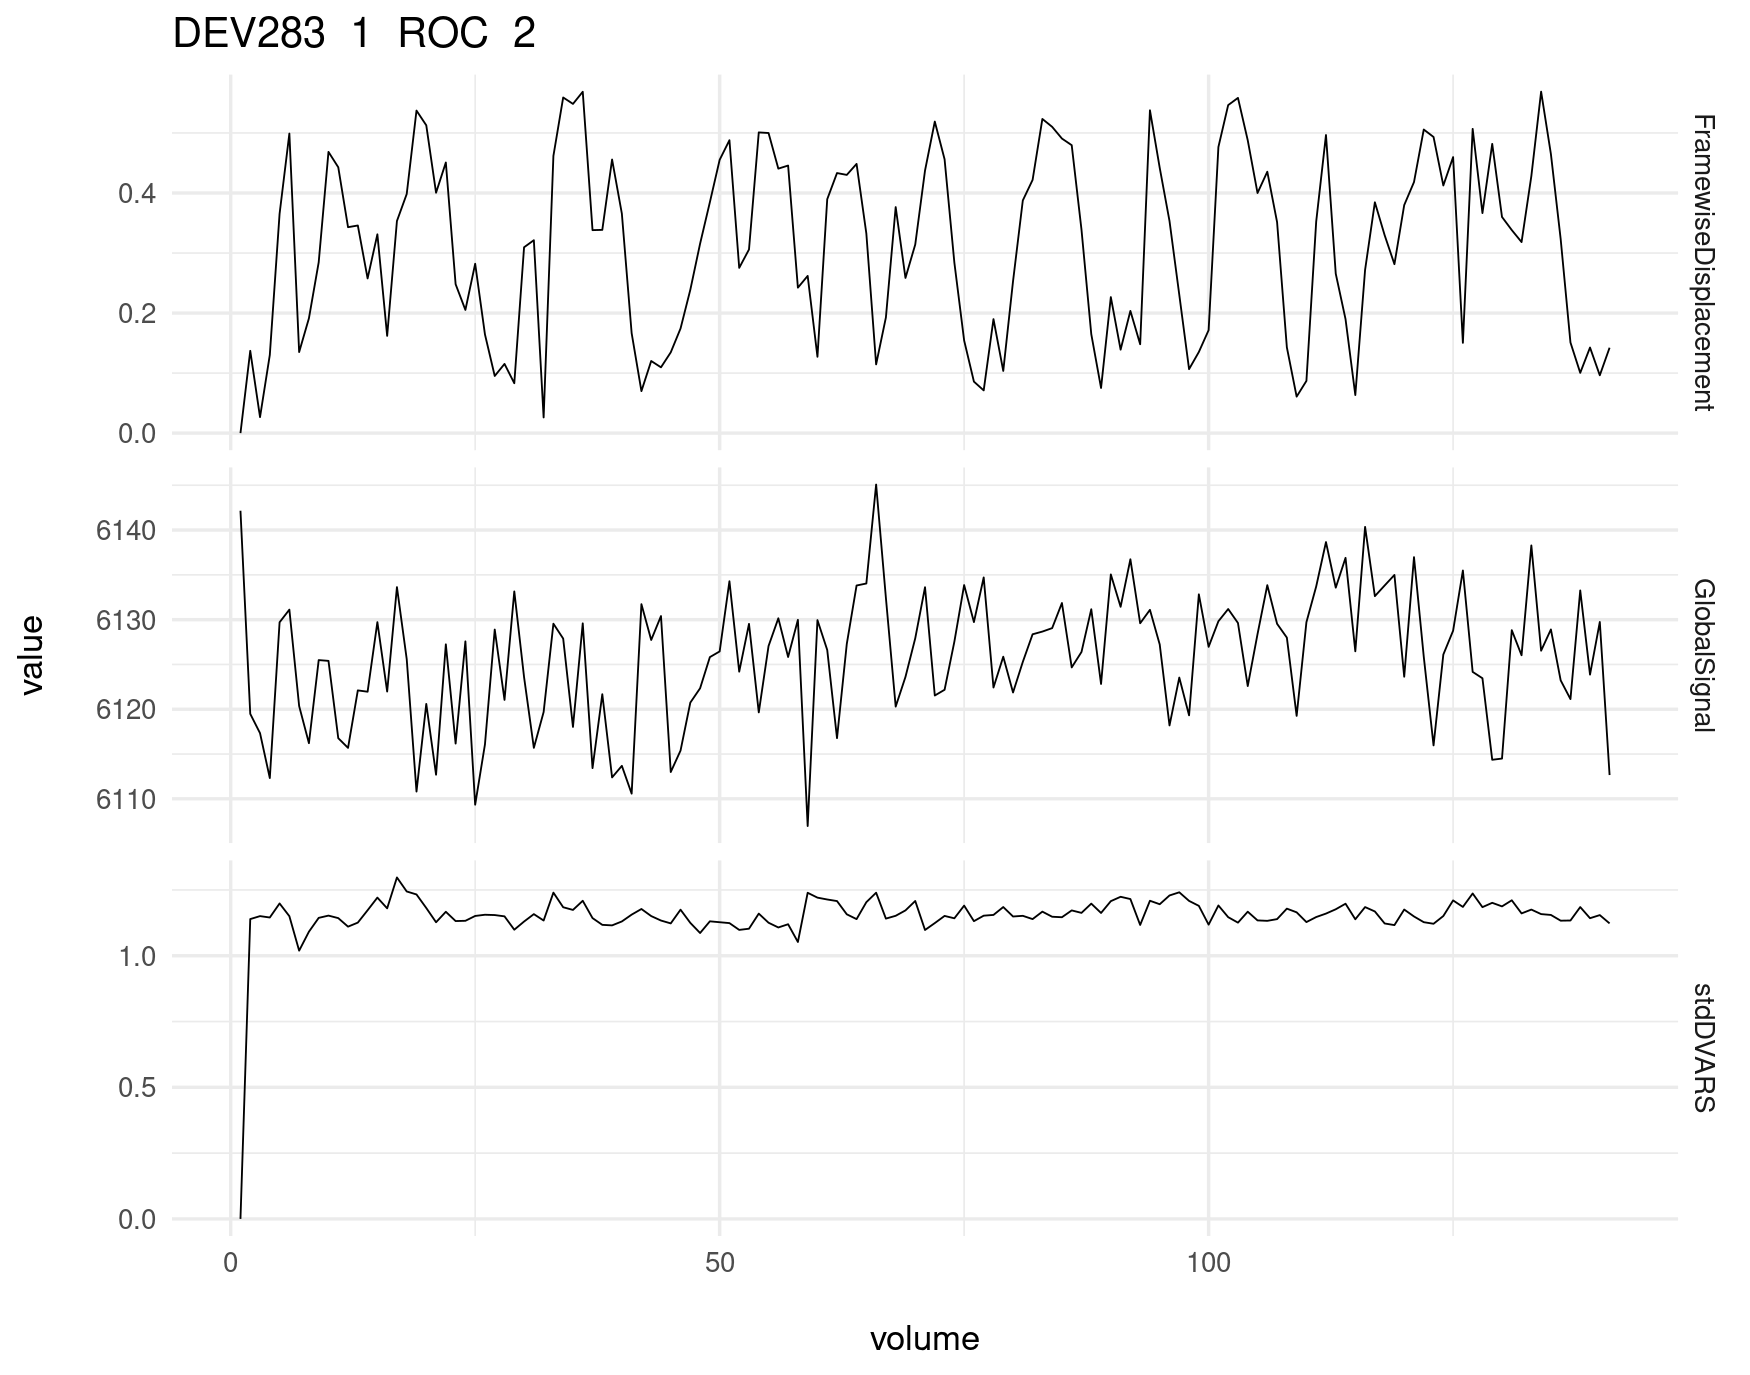 DEV283 1 ROC 2
0.4
0.2
0.0
FramewiseDisplacement
6140
6130
6120
6110
GlobalSignal
value
1.0
0.5
0.0
stdDVARS
0 50 100
volume